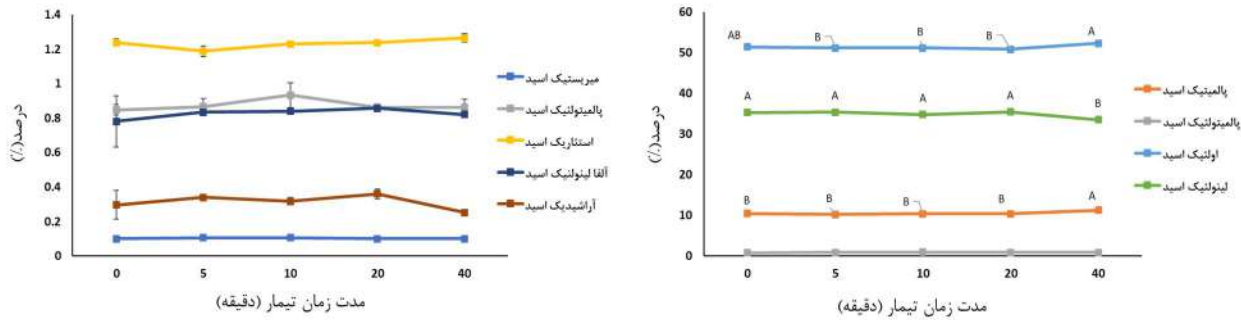 1.4
1.2
1
0.8
0.6
0.4
0.2
0
درصد(٪)
0 5 10 20 40
مدت زمان تیمار (دقیقه)
میریستیک اسید
پالمیتولئیک اسید
استئاریک اسید
آلفا لینولنیک اسید
آراشیدیک اسید
60
50
40
30
20
10
0
درصد(٪)
AB B B B A
A A A A B
B B B B A
0 5 10 20 40
مدت زمان تیمار (دقیقه)
پالمیتیک اسید
پالمیتولئیک اسید
اولئیک اسید
لینولئیک اسید